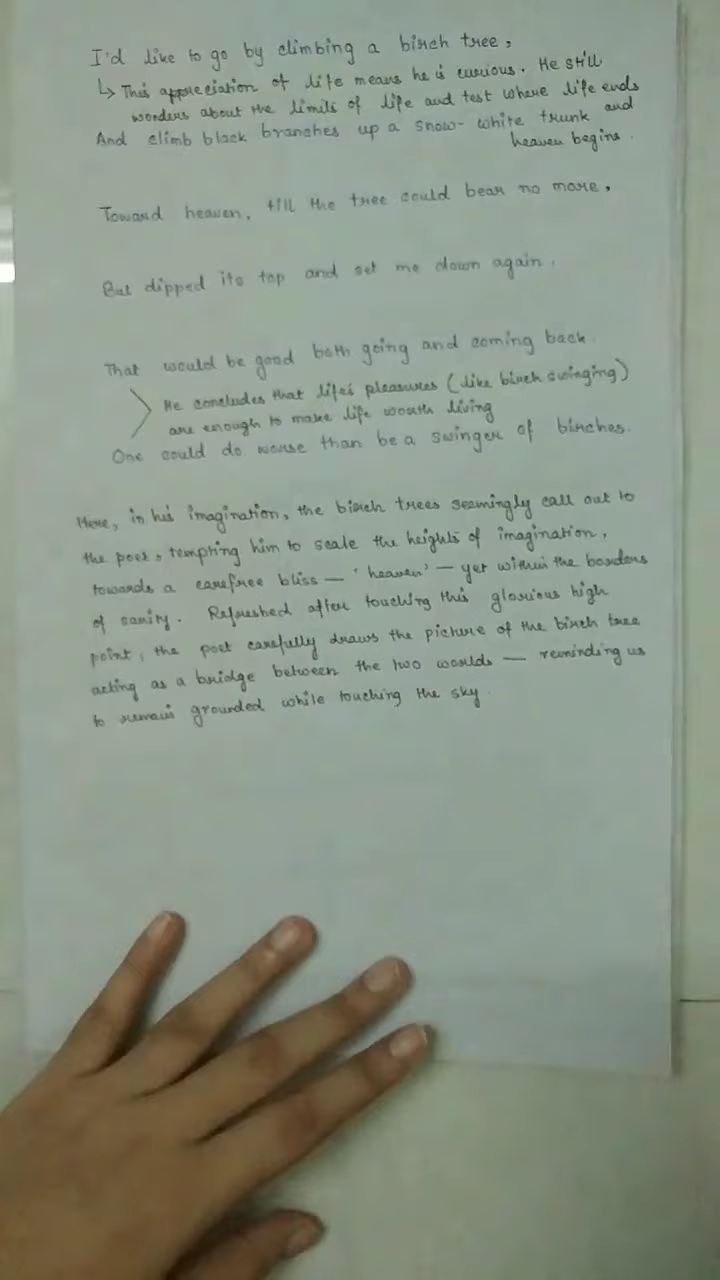 I'd like to go by climbing a birch tree,
↳ This appreciation of life means he is curious. He still
wonders about the limits of life and test where life ends
And climb black branches up a snow-white trunk and
heaven begins.
Toward heaven, till the tree could bear no more,
But dipped its top and set me down again.
That would be good both going and coming back.
He concludes that life's pleasures (like birch swinging)
are enough to make life worth living
One could do worse than be a swinger of birches.
Here, in his imagination, the birch trees seemingly call out to
the poet, tempting him to scale the heights of imagination,
towards a carefree bliss — 'heaven' — yet within the borders
of sanity. Refreshed after touching this glorious high
point, the poet carefully draws the picture of the birch tree
acting as a bridge between the two worlds — reminding us
to remain grounded while touching the sky.